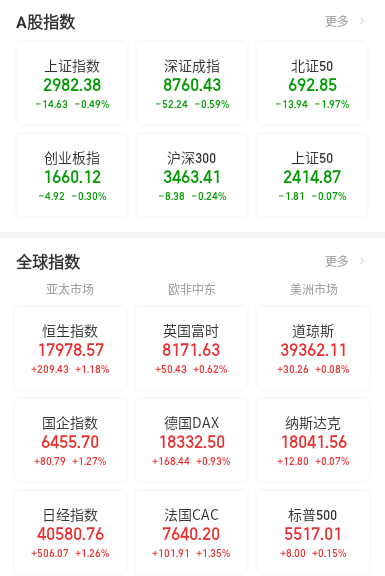 A股指数 更多
上证指数 深证成指 北证50
2982.38 8760.43 692.85
-14.63 -0.49% -52.24 -0.59% -13.94 -1.97%
创业板指 沪深300 上证50
1660.12 3463.41 2414.87
-4.92 -0.30% -8.38 -0.24% -1.81 -0.07%
全球指数 更多
亚太市场 欧非中东 美洲市场
恒生指数 英国富时 道琼斯
17978.57 8171.63 39362.11
+209.43 +1.18% +50.43 +0.62% +30.26 +0.08%
国企指数 德国DAX 纳斯达克
6455.70 18332.50 18041.56
+80.79 +1.27% +168.44 +0.93% +12.80 +0.07%
日经指数 法国CAC 标普500
40580.76 7640.20 5517.01
+506.07 +1.26% +101.91 +1.35% +8.00 +0.15%